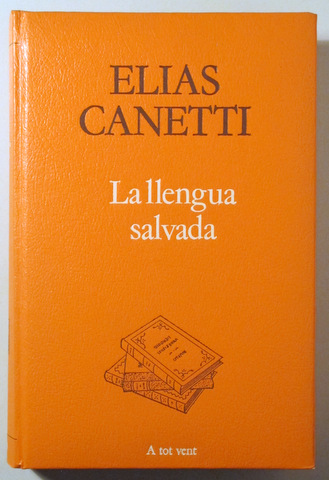 ELIAS
CANETTI
La llengua
salvada
A tot vent